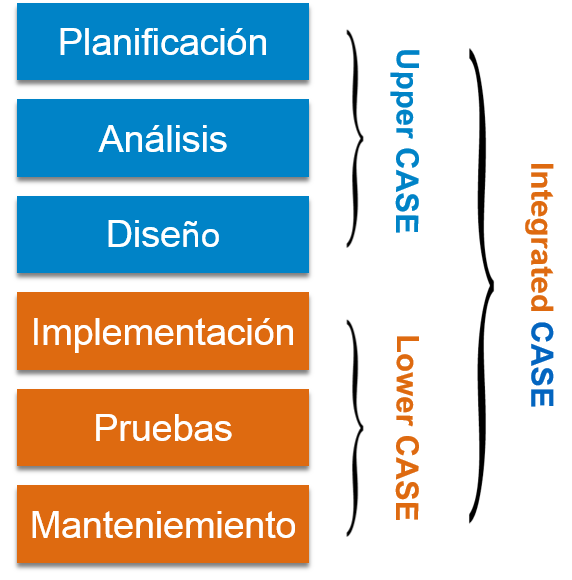 Planificación
Análisis
Diseño
Implementación
Pruebas
Manteniemiento
Upper CASE
Lower CASE
Integrated CASE